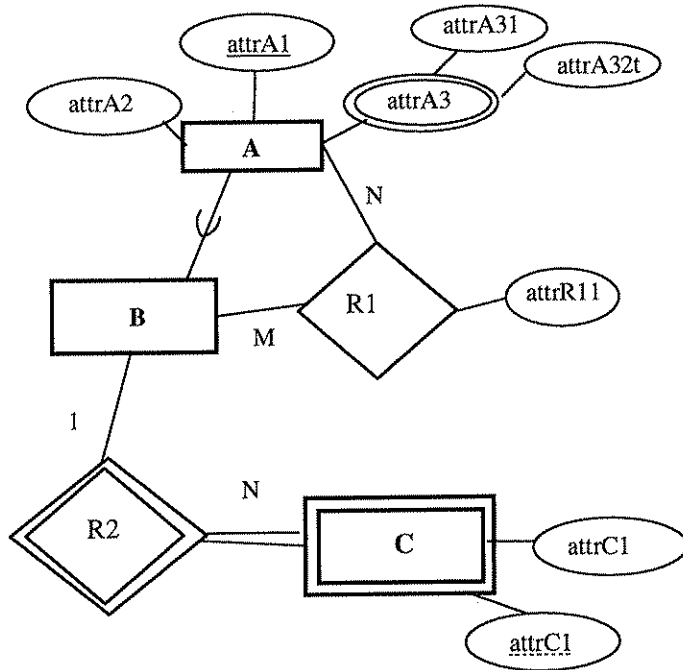 attrA1
attrA31
attrA32t
attrA2
attrA3
A
N
B
M
R1
attrR11
1
N
R2
C
attrC1
attrC1